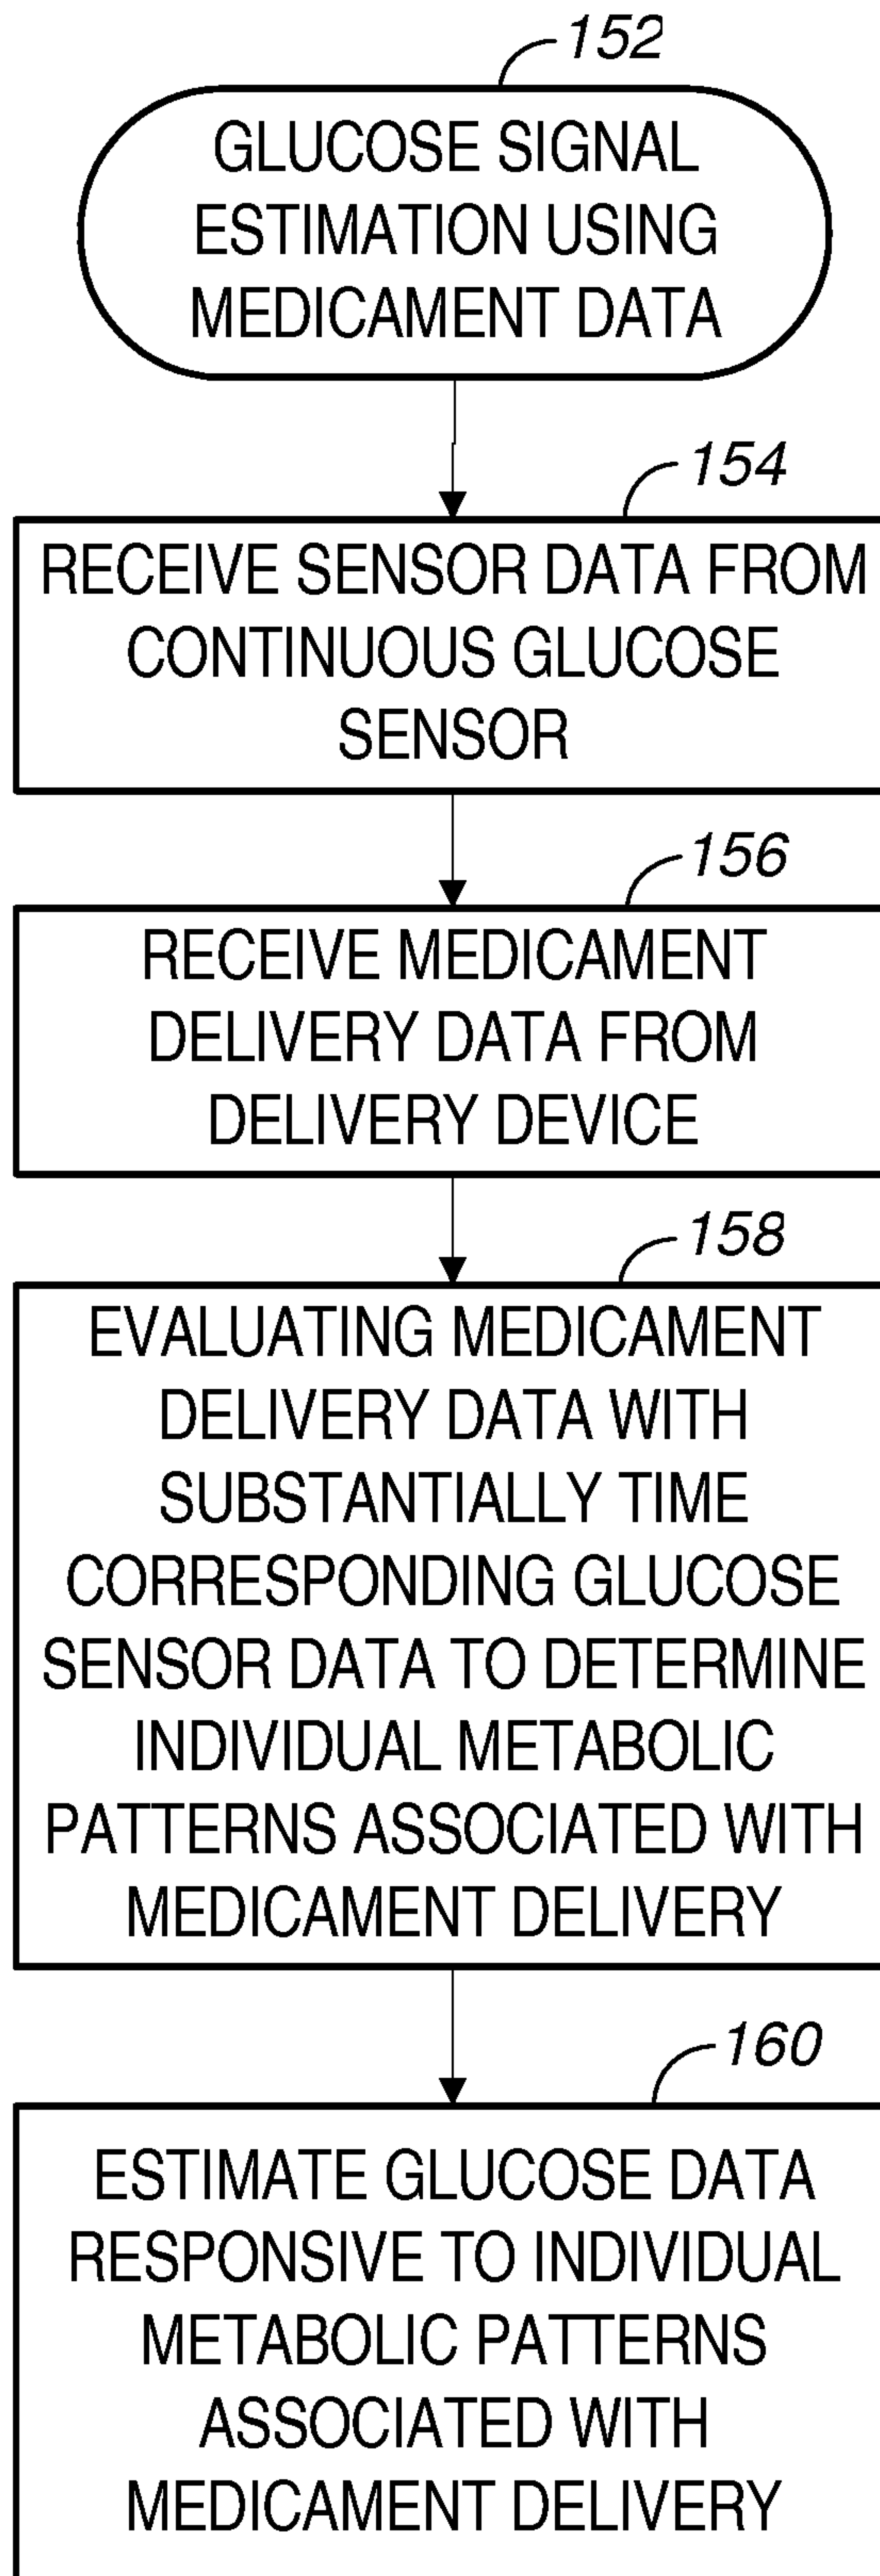 152
GLUCOSE SIGNAL
ESTIMATION USING
MEDICAMENT DATA
154
RECEIVE SENSOR DATA FROM
CONTINUOUS GLUCOSE
SENSOR
156
RECEIVE MEDICAMENT
DELIVERY DATA FROM
DELIVERY DEVICE
158
EVALUATING MEDICAMENT
DELIVERY DATA WITH
SUBSTANTIALLY TIME
CORRESPONDING GLUCOSE
SENSOR DATA TO DETERMINE
INDIVIDUAL METABOLIC
PATTERNS ASSOCIATED WITH
MEDICAMENT DELIVERY
160
ESTIMATE GLUCOSE DATA
RESPONSIVE TO INDIVIDUAL
METABOLIC PATTERNS
ASSOCIATED WITH
MEDICAMENT DELIVERY